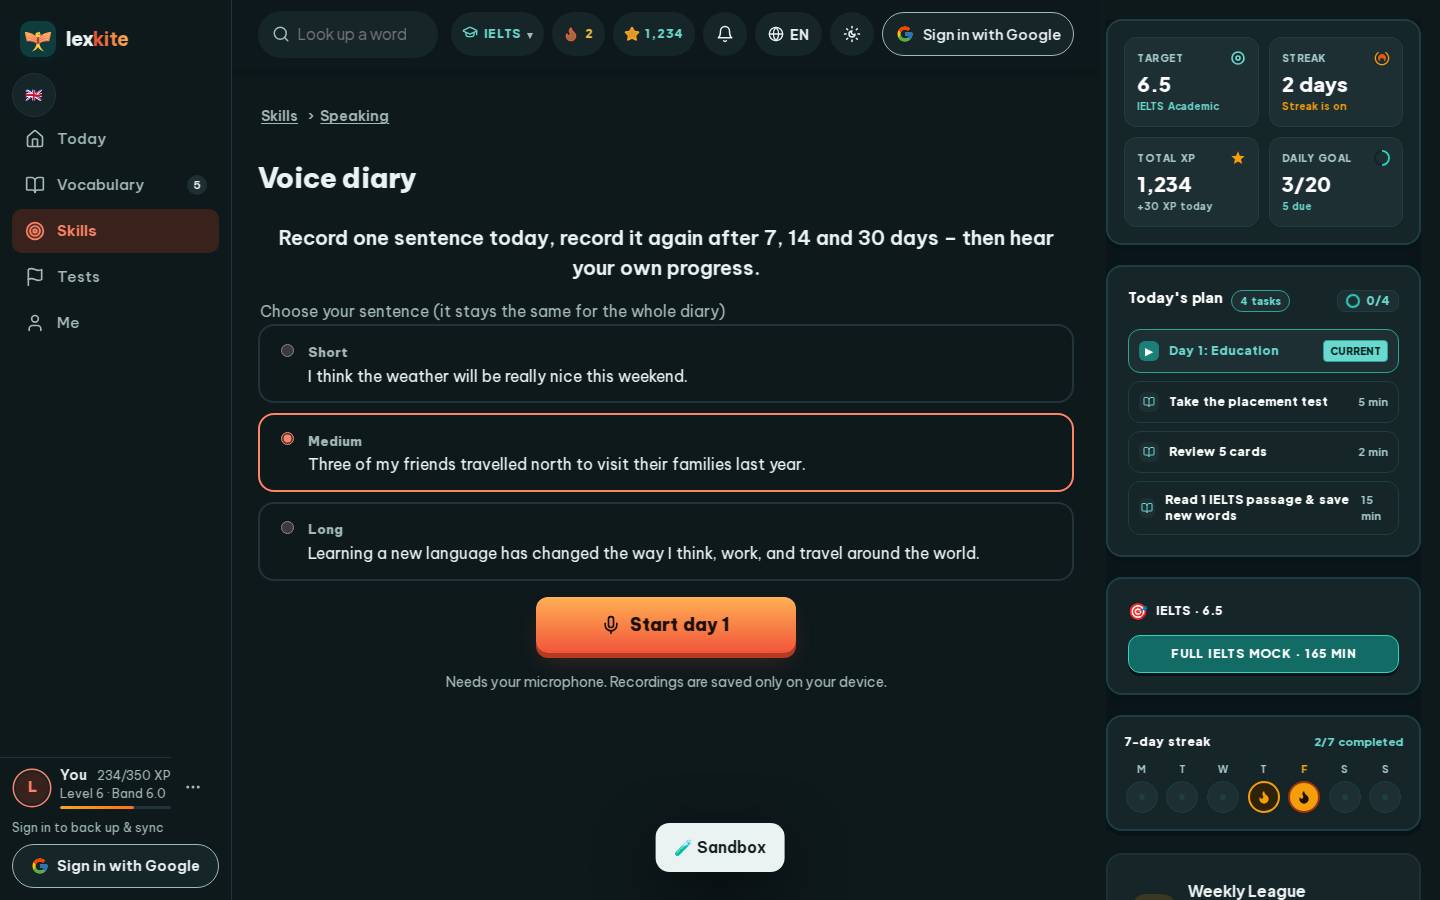 lexkite
Today
Vocabulary 5
Skills
Tests
Me
You 234/350 XP
L
Level 6 · Band 6.0
Sign in to back up & sync
Sign in with Google
Look up a word
IELTS ▾
2
1,234
EN
Sign in with Google
Skills › Speaking
Voice diary
Record one sentence today, record it again after 7, 14 and 30 days – then hear
your own progress.
Choose your sentence (it stays the same for the whole diary)
Short
I think the weather will be really nice this weekend.
Medium
Three of my friends travelled north to visit their families last year.
Long
Learning a new language has changed the way I think, work, and travel around the world.
Start day 1
Needs your microphone. Recordings are saved only on your device.
Sandbox
TARGET
6.5
IELTS Academic
STREAK
2 days
Streak is on
TOTAL XP
1,234
+30 XP today
DAILY GOAL
3/20
5 due
Today's plan 4 tasks 0/4
Day 1: Education CURRENT
Take the placement test 5 min
Review 5 cards 2 min
Read 1 IELTS passage & save 15
new words min
IELTS · 6.5
FULL IELTS MOCK · 165 MIN
7-day streak 2/7 completed
M T W T F S S
Weekly League